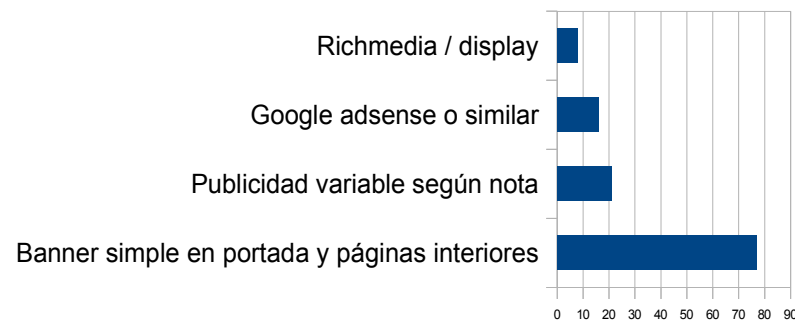 Richmedia / display
Google adsense o similar
Publicidad variable según nota
Banner simple en portada y páginas interiores
0 10 20 30 40 50 60 70 80 90